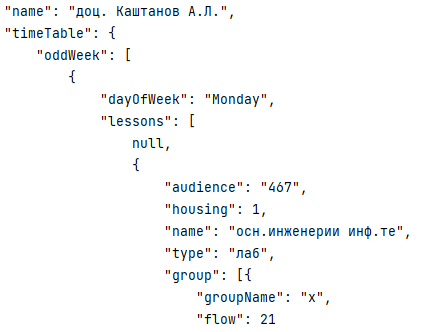 "name": "доц. Каштанов А.Л.",
"timeTable": {
"oddWeek": [
{
"dayOfWeek": "Monday",
"lessons": [
null,
{
"audience": "467",
"housing": 1,
"name": "осн.инженерии инф.те",
"type": "лаб",
"group": [{
"groupName": "x",
"flow": 21